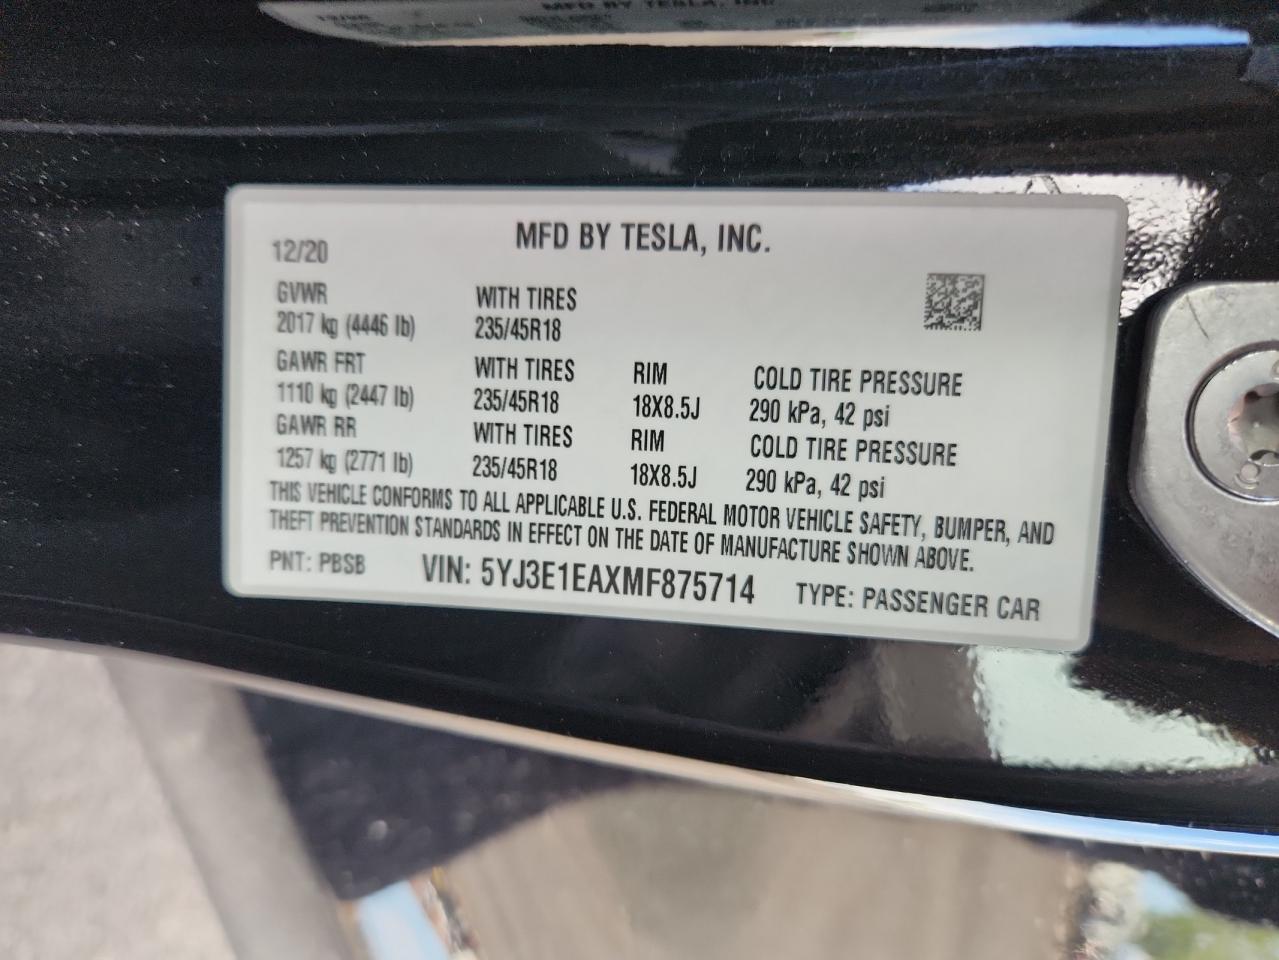 MFD BY TESLA, INC
MFD BY TESLA, INC.
12/20
GVWR WITH TIRES
2017 kg (4446 lb) 235/45R18
GAWR FRT WITH TIRES RIM COLD TIRE PRESSURE
1110 kg (2447 lb) 235/45R18 18X8.5J 290 kPa, 42 psi
GAWR RR WITH TIRES RIM COLD TIRE PRESSURE
1257 kg (2771 lb) 235/45R18 18X8.5J 290 kPa, 42 psi
THIS VEHICLE CONFORMS TO ALL APPLICABLE U.S. FEDERAL MOTOR VEHICLE SAFETY, BUMPER, AND
THEFT PREVENTION STANDARDS IN EFFECT ON THE DATE OF MANUFACTURE SHOWN ABOVE.
PNT: PBSB VIN: 5YJ3E1EAXMF875714 TYPE: PASSENGER CAR